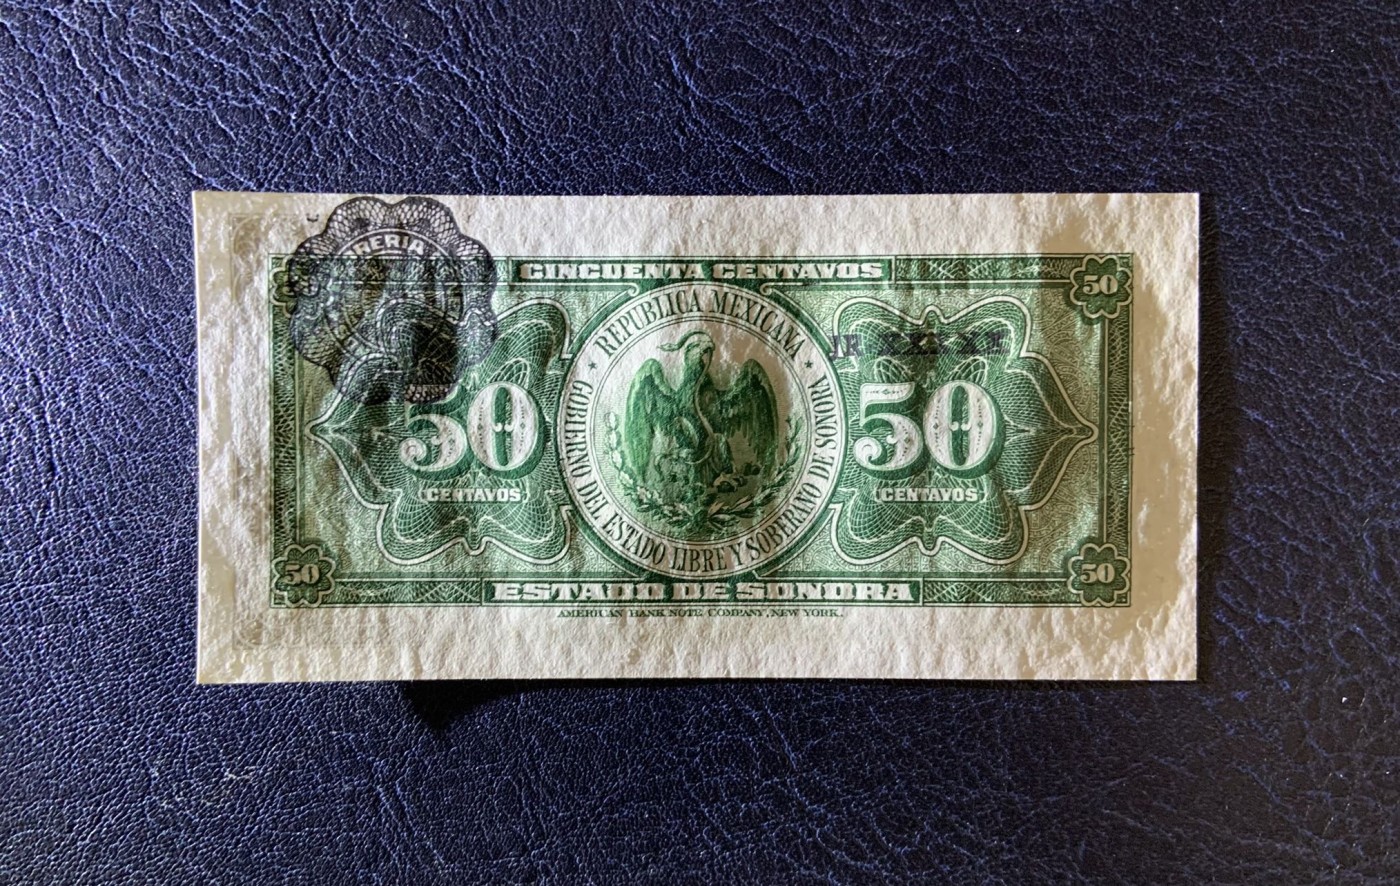 CINCUENTA CENTAVOS
50
REPUBLICA MEXICANA
GOBIERNO DEL ESTADO LIBRE Y SOBERANO DE SONORA
50
CENTAVOS
50
CENTAVOS
50
50
ESTADO DE SONORA
AMERICAN BANK NOTE COMPANY, NEW YORK.